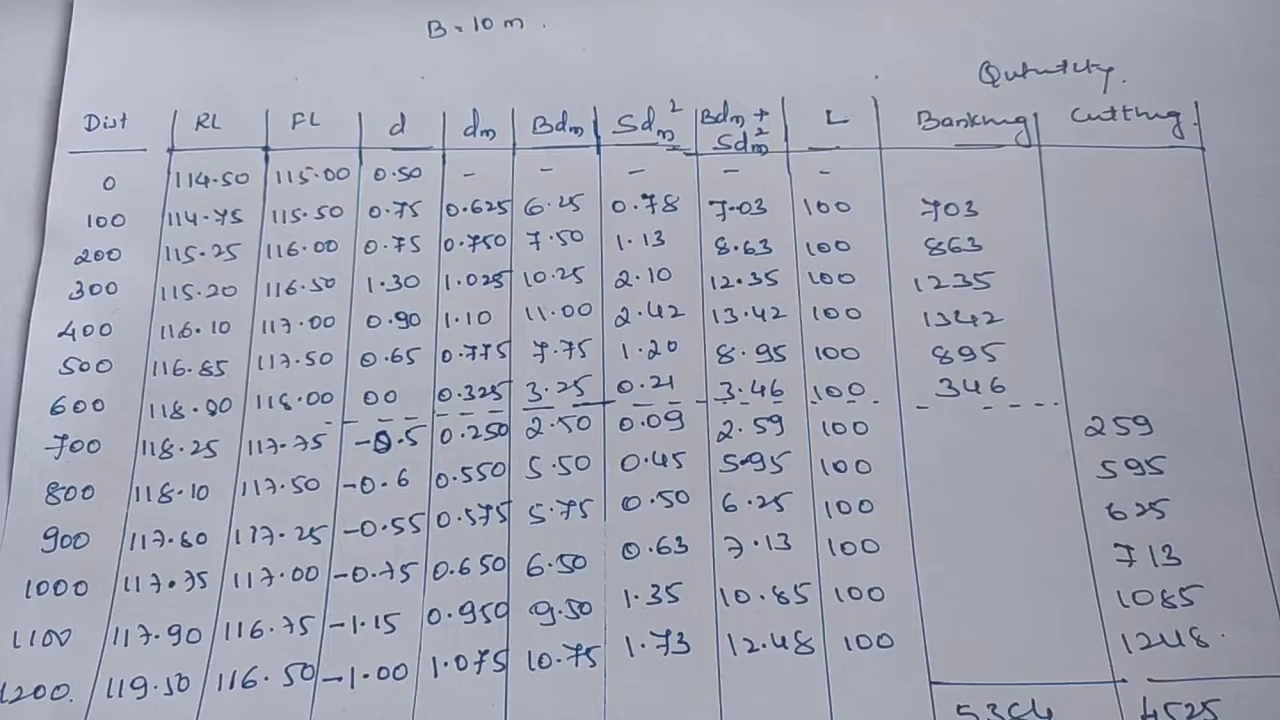 B = 10 m.
Quantity.
Dist RL FL d dm Bdm Sdm² Bdm + Sdm² L Banking Cutting.
0 114.50 115.00 0.50 - - - - -
100 114.75 115.50 0.75 0.625 6.25 0.78 7.03 100 703
200 115.25 116.00 0.75 0.750 7.50 1.13 8.63 100 863
300 115.20 116.50 1.30 1.025 10.25 2.10 12.35 100 1235
400 116.10 117.00 0.90 1.10 11.00 2.42 13.42 100 1342
500 116.85 117.50 0.65 0.775 7.75 1.20 8.95 100 895
600 118.00 118.00 00 0.325 3.25 0.21 3.46 100 346
700 118.25 117.75 -0.5 0.250 2.50 0.09 2.59 100 259
800 118.10 117.50 -0.6 0.550 5.50 0.45 5.95 100 595
900 117.80 117.25 -0.55 0.575 5.75 0.50 6.25 100 625
1000 117.75 117.00 -0.75 0.650 6.50 0.63 7.13 100 713
1100 117.90 116.75 -1.15 0.950 9.50 1.35 10.85 100 1085
1200. 119.50 116.50 -1.00 1.075 10.75 1.73 12.48 100 1248.
5384 4525